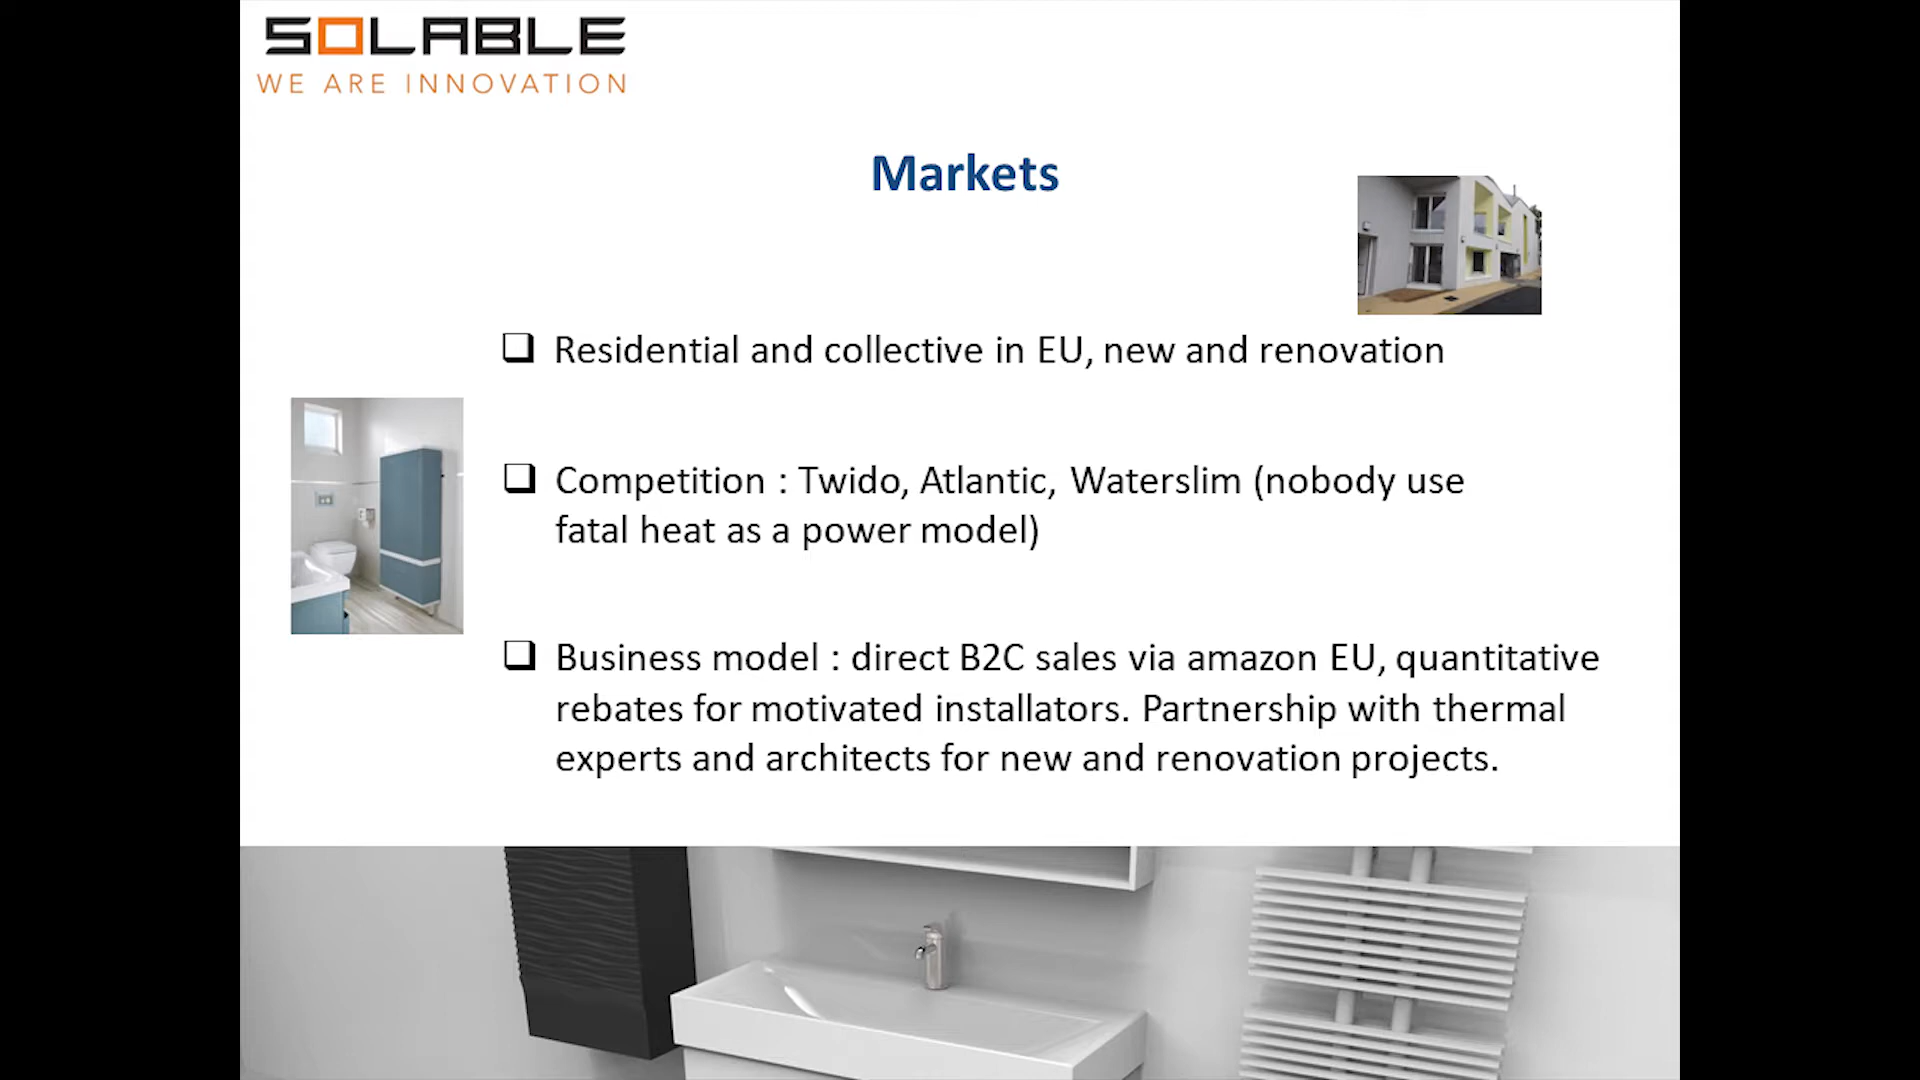 SOLABLE
WE ARE INNOVATION
Markets
Residential and collective in EU, new and renovation
Competition : Twido, Atlantic, Waterslim (nobody use
fatal heat as a power model)
Business model : direct B2C sales via amazon EU, quantitative
rebates for motivated installators. Partnership with thermal
experts and architects for new and renovation projects.